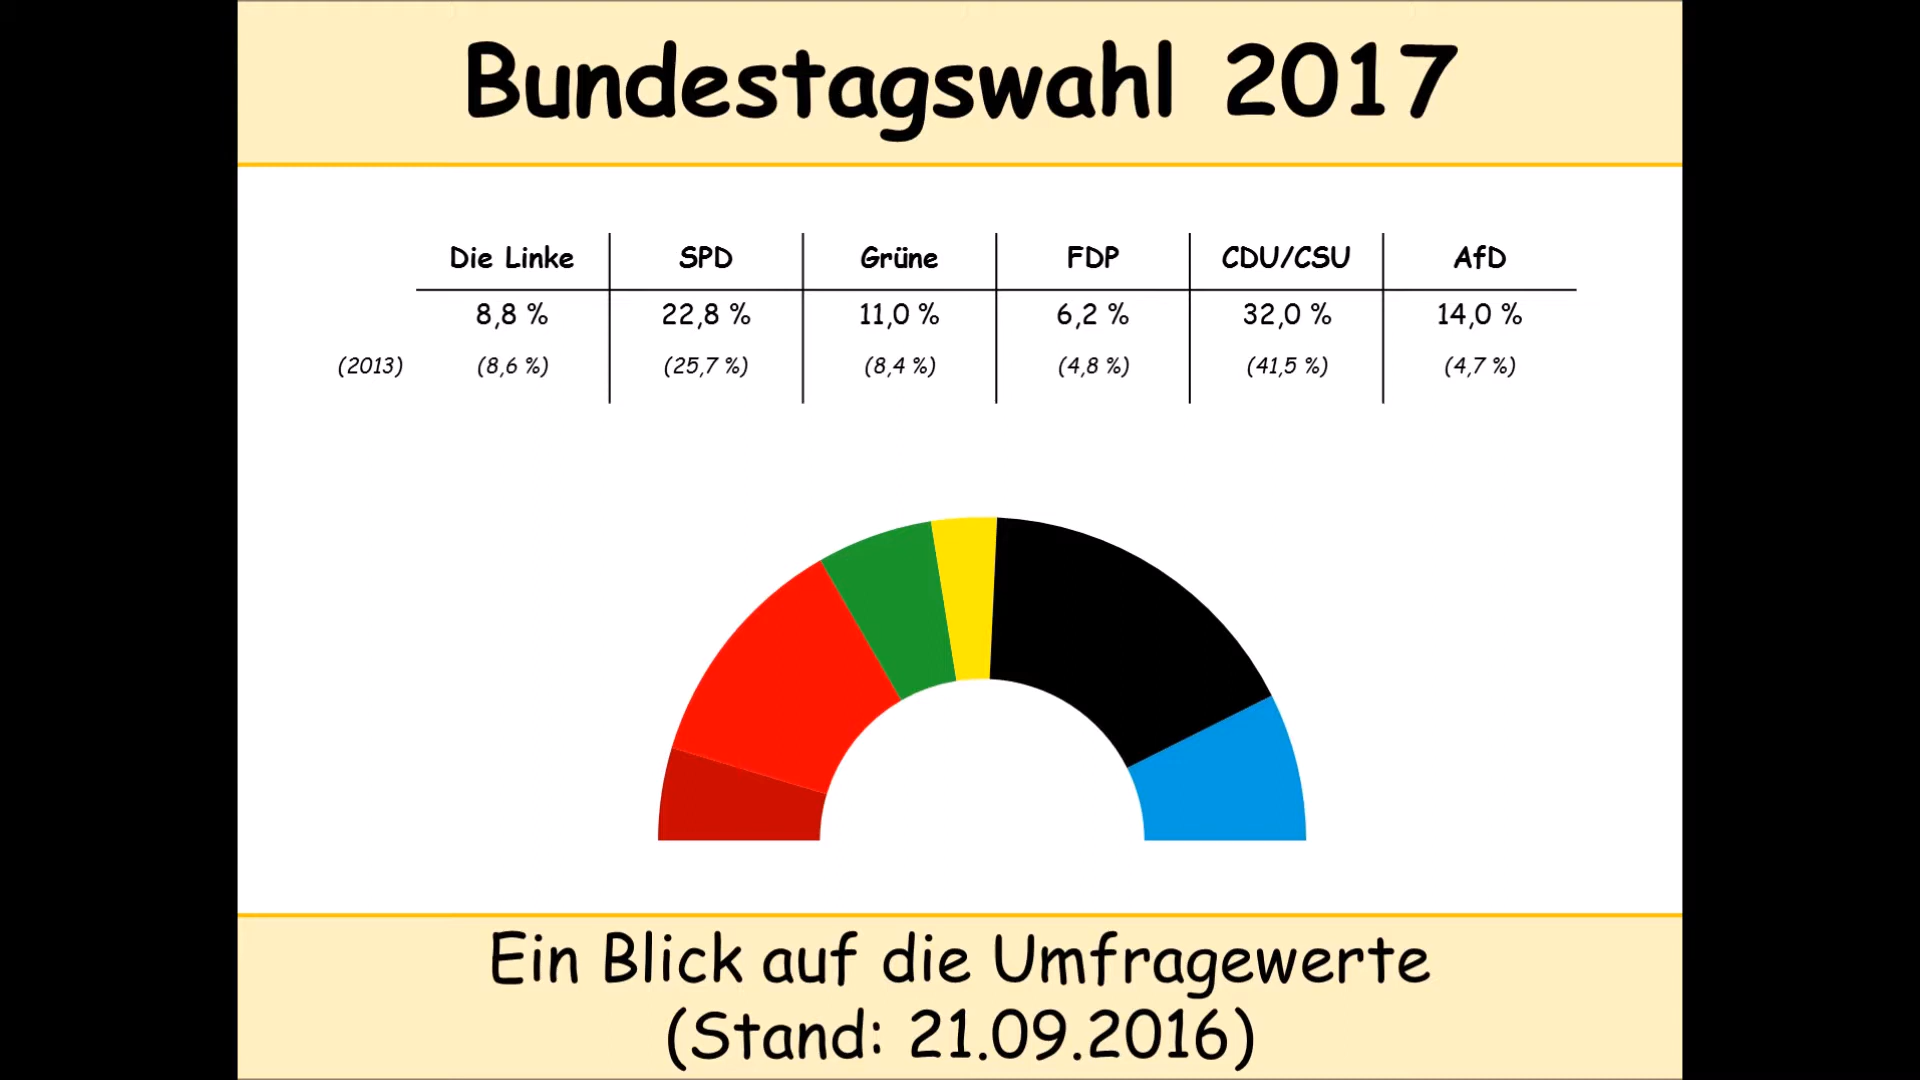 Bundestagswahl 2017
Die Linke SPD Grüne FDP CDU/CSU AfD
8,8 % 22,8 % 11,0 % 6,2 % 32,0 % 14,0 %
(2013) (8,6 %) (25,7 %) (8,4 %) (4,8 %) (41,5 %) (4,7 %)
Ein Blick auf die Umfragewerte
(Stand: 21.09.2016)